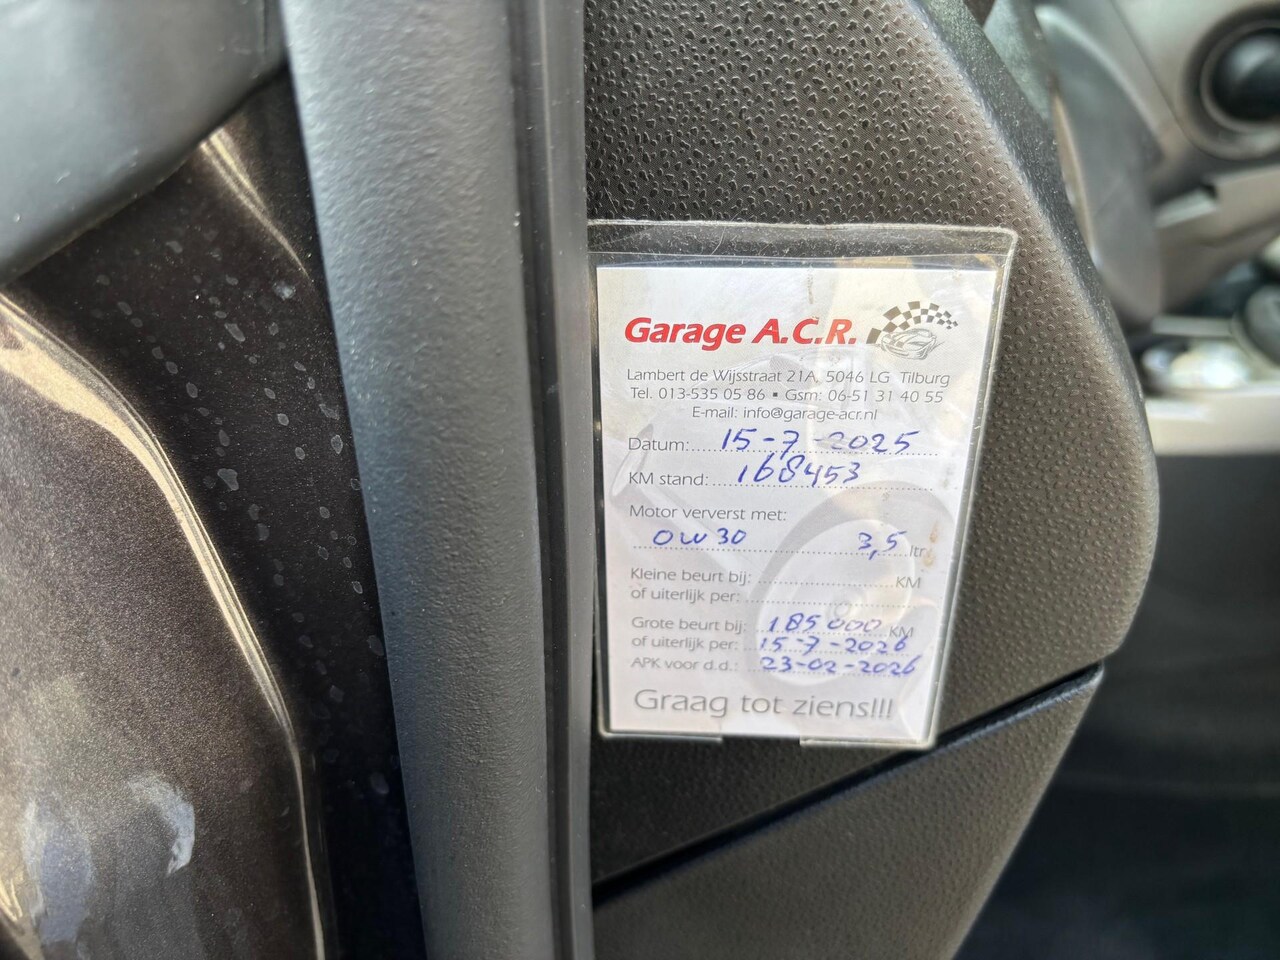 Garage A.C.R.
Lambert de Wijsstraat 21A, 5046 LG Tilburg
Tel. 013-535 05 86 ▪ Gsm: 06-51 31 40 55
E-mail: info@garage-acr.nl
Datum: 15-7-2025
KM stand: 168453
Motor ververst met:
0W30 3,5 ltr
Kleine beurt bij: KM
of uiterlijk per:
Grote beurt bij: 185000 KM
of uiterlijk per: 15-7-2026
APK voor d.d.: 23-02-2026
Graag tot ziens!!!